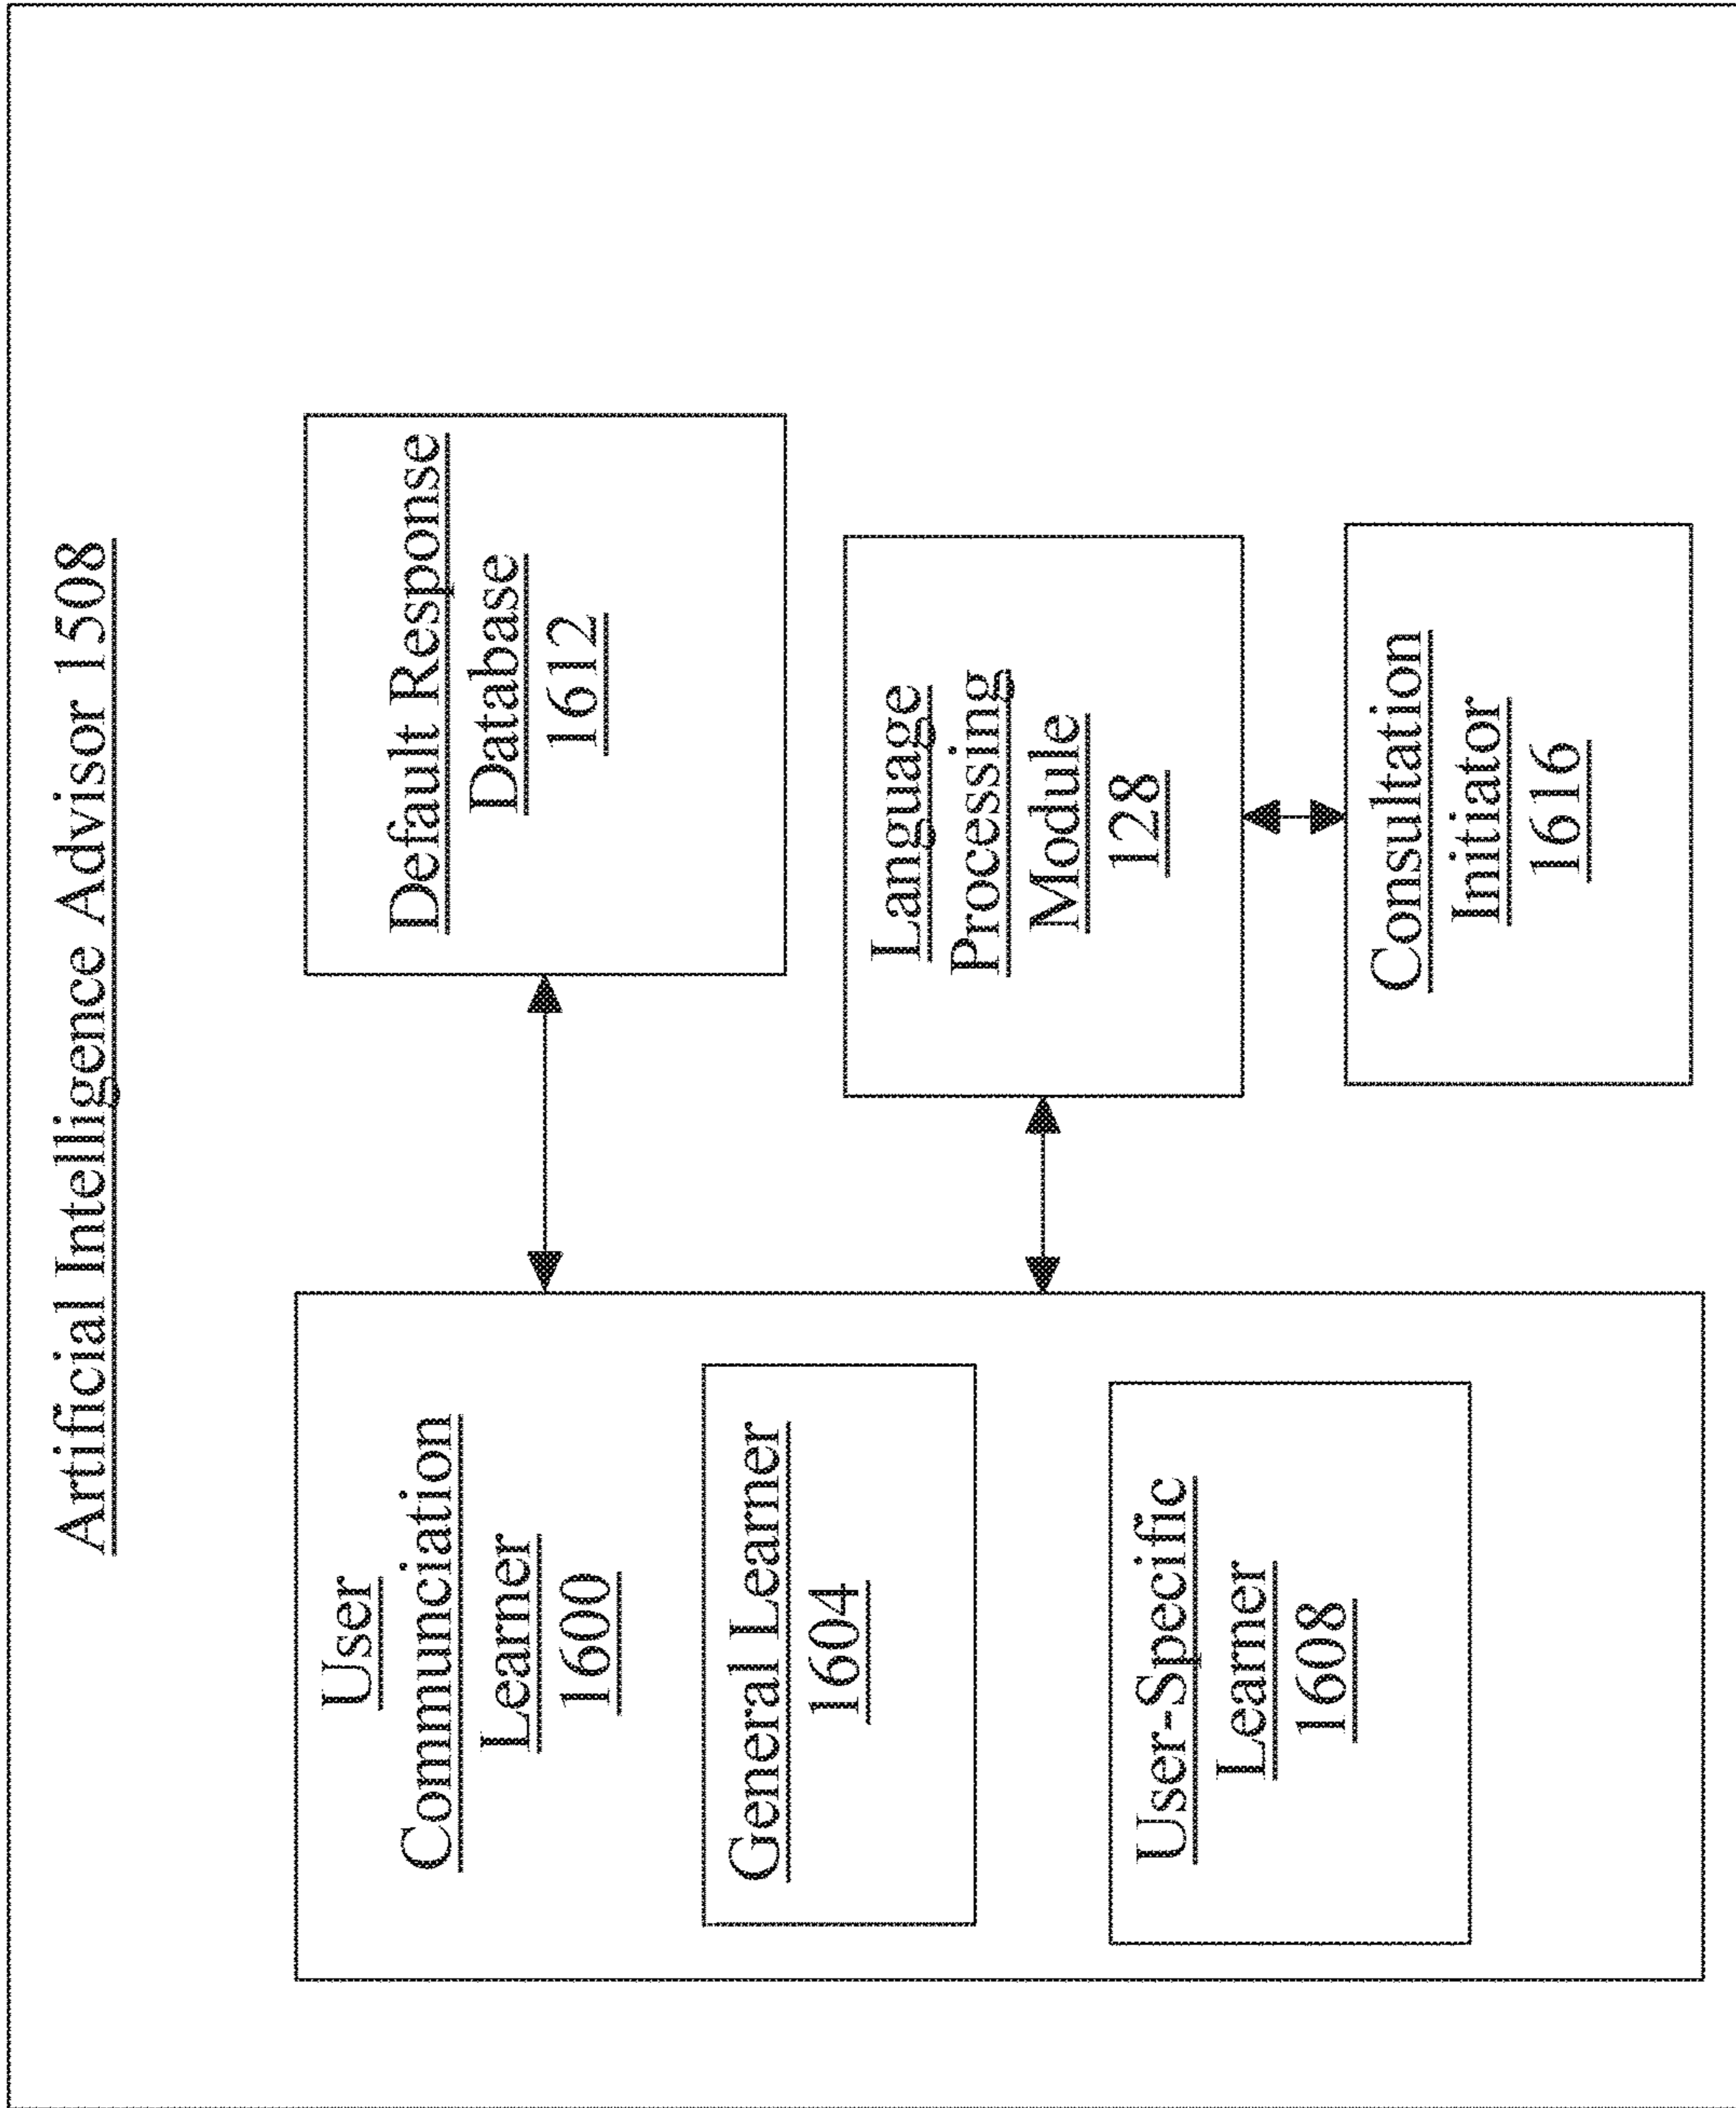 Artificial Intelligence Advisor 1508
User
Communciation
Learner
1600
General Learner
1604
User-Specific
Learner
1608
Default Response
Database
1612
Language
Processing
Module
128
Consultation
Initiator
1616